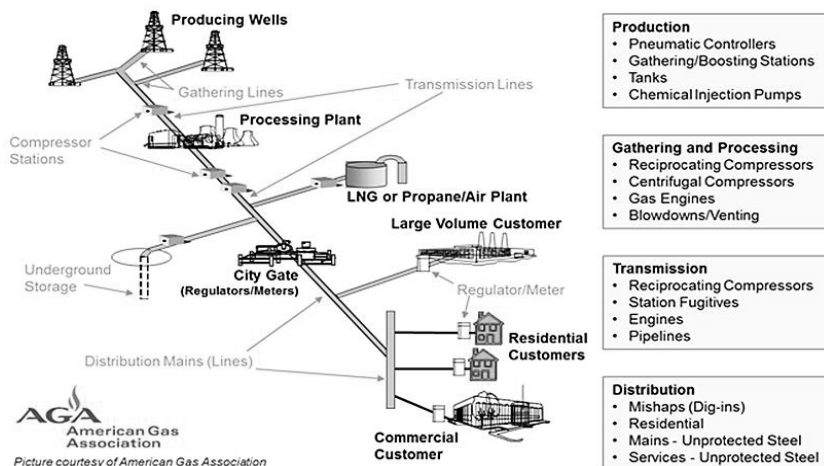 Producing Wells
Gathering Lines
Transmission Lines
Processing Plant
Compressor
Stations
LNG or Propane/Air Plant
Large Volume Customer
Underground
Storage
City Gate
(Regulators/Meters)
Regulator/Meter
Residential
Customers
Distribution Mains (Lines)
Commercial
Customer
AGA
American Gas
Association
Picture courtesy of American Gas Association
Production
• Pneumatic Controllers
• Gathering/Boosting Stations
• Tanks
• Chemical Injection Pumps
Gathering and Processing
• Reciprocating Compressors
• Centrifugal Compressors
• Gas Engines
• Blowdowns/Venting
Transmission
• Reciprocating Compressors
• Station Fugitives
• Engines
• Pipelines
Distribution
• Mishaps (Dig-ins)
• Residential
• Mains - Unprotected Steel
• Services - Unprotected Steel